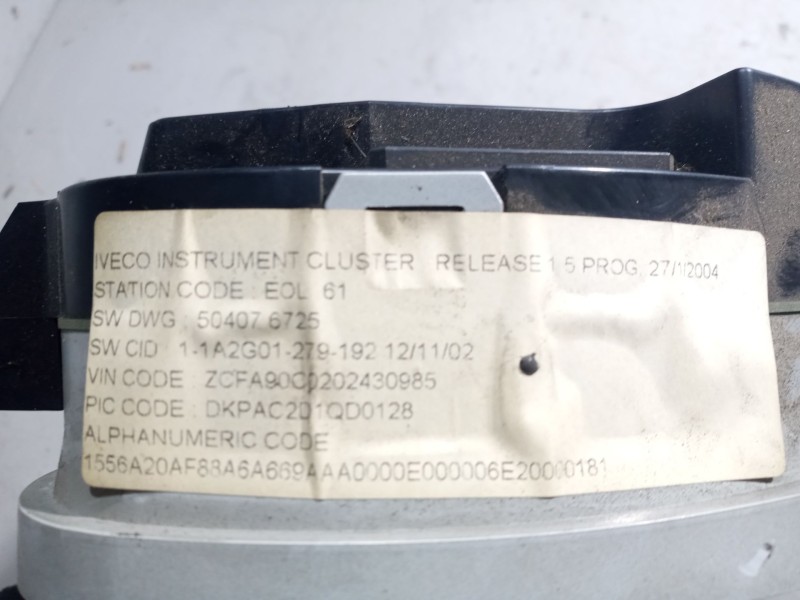 IVECO INSTRUMENT CLUSTER RELEASE 1.5 PROG. 27/1/2004
STATION CODE : EOL 61
SW DWG : 50407 6725
SW CID : 1-1A2G01-279-192 12/11/02
VIN CODE : ZCFA90C0202430985
PIC CODE : DKPAC2D1QD0128
ALPHANUMERIC CODE
1556A20AF88A6A669AAA0000E000006E20000181